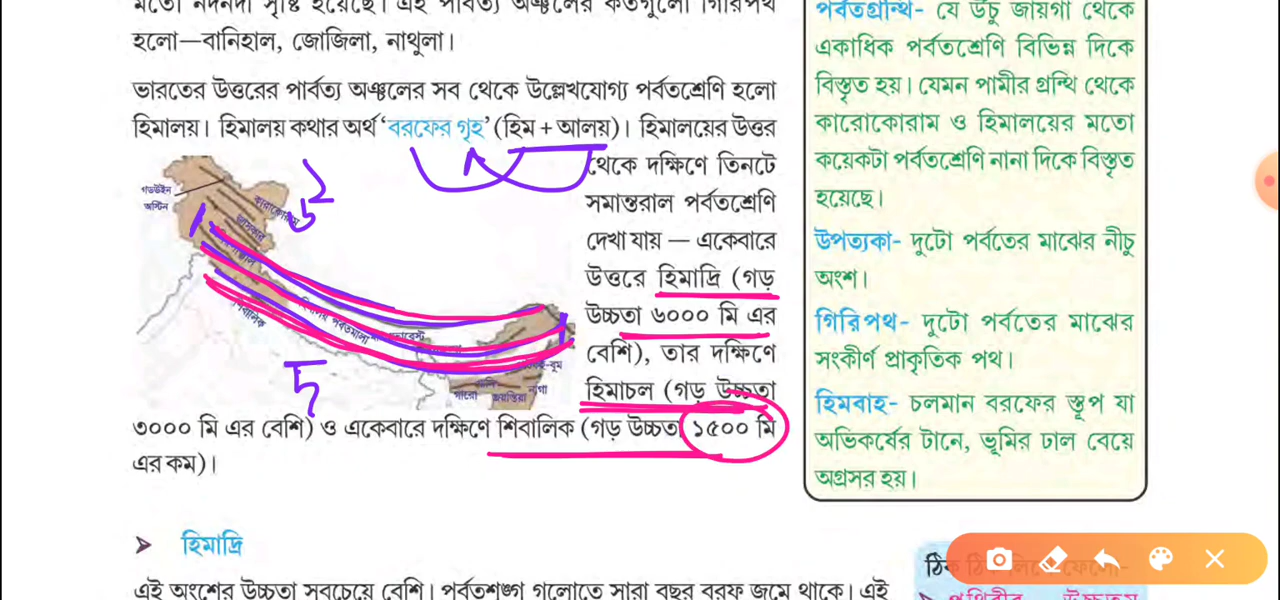 মতো নদনদী সৃষ্টি হয়েছে। এই পার্বত্য অঞ্চলের কতগুলো গিরিপথ
হলো—বানিহাল, জোজিলা, নাথুলা।
ভারতের উত্তরের পার্বত্য অঞ্চলের সব থেকে উল্লেখযোগ্য পর্বতশ্রেণি হলো
হিমালয়। হিমালয় কথার অর্থ ‘বরফের গৃহ’ (হিম + আলয়)। হিমালয়ের উত্তর
থেকে দক্ষিণে তিনটে
সমান্তরাল পর্বতশ্রেণি
দেখা যায় — একেবারে
উত্তরে হিমাদ্রি (গড়
উচ্চতা ৬০০০ মি এর
বেশি), তার দক্ষিণে
হিমাচল (গড় উচ্চতা
৩০০০ মি এর বেশি) ও একেবারে দক্ষিণে শিবালিক (গড় উচ্চতা ১৫০০ মি
এর কম)।
গডউইন
অস্টিন
কারাকোরাম
শিবালিক
হিমালয় পর্বতমালা
গারো
জয়ন্তিয়া
নাগা
➤ হিমাদ্রি
এই অংশের উচ্চতা সবচেয়ে বেশি। পর্বতশৃঙ্গ গুলোতে সারা বছর বরফ জমে থাকে। এই
পর্বতগ্রন্থি- যে উঁচু জায়গা থেকে
একাধিক পর্বতশ্রেণি বিভিন্ন দিকে
বিস্তৃত হয়। যেমন পামীর গ্রন্থি থেকে
কারোকোরাম ও হিমালয়ের মতো
কয়েকটা পর্বতশ্রেণি নানা দিকে বিস্তৃত
হয়েছে।
উপত্যকা- দুটো পর্বতের মাঝের নীচু
অংশ।
গিরিপথ- দুটো পর্বতের মাঝের
সংকীর্ণ প্রাকৃতিক পথ।
হিমবাহ- চলমান বরফের স্তূপ যা
অভিকর্ষের টানে, ভূমির ঢাল বেয়ে
অগ্রসর হয়।
ঠিক ঠিক
➤ পৃথিবীর উচ্চতম